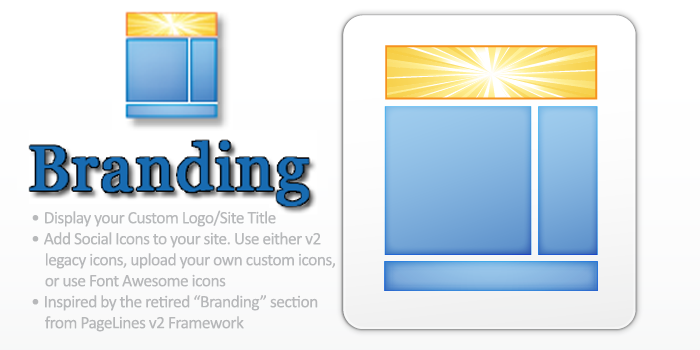 Branding
• Display your Custom Logo/Site Title
• Add Social Icons to your site. Use either v2
legacy icons, upload your own custom icons,
or use Font Awesome icons
• Inspired by the retired “Branding” section
from PageLines v2 Framework